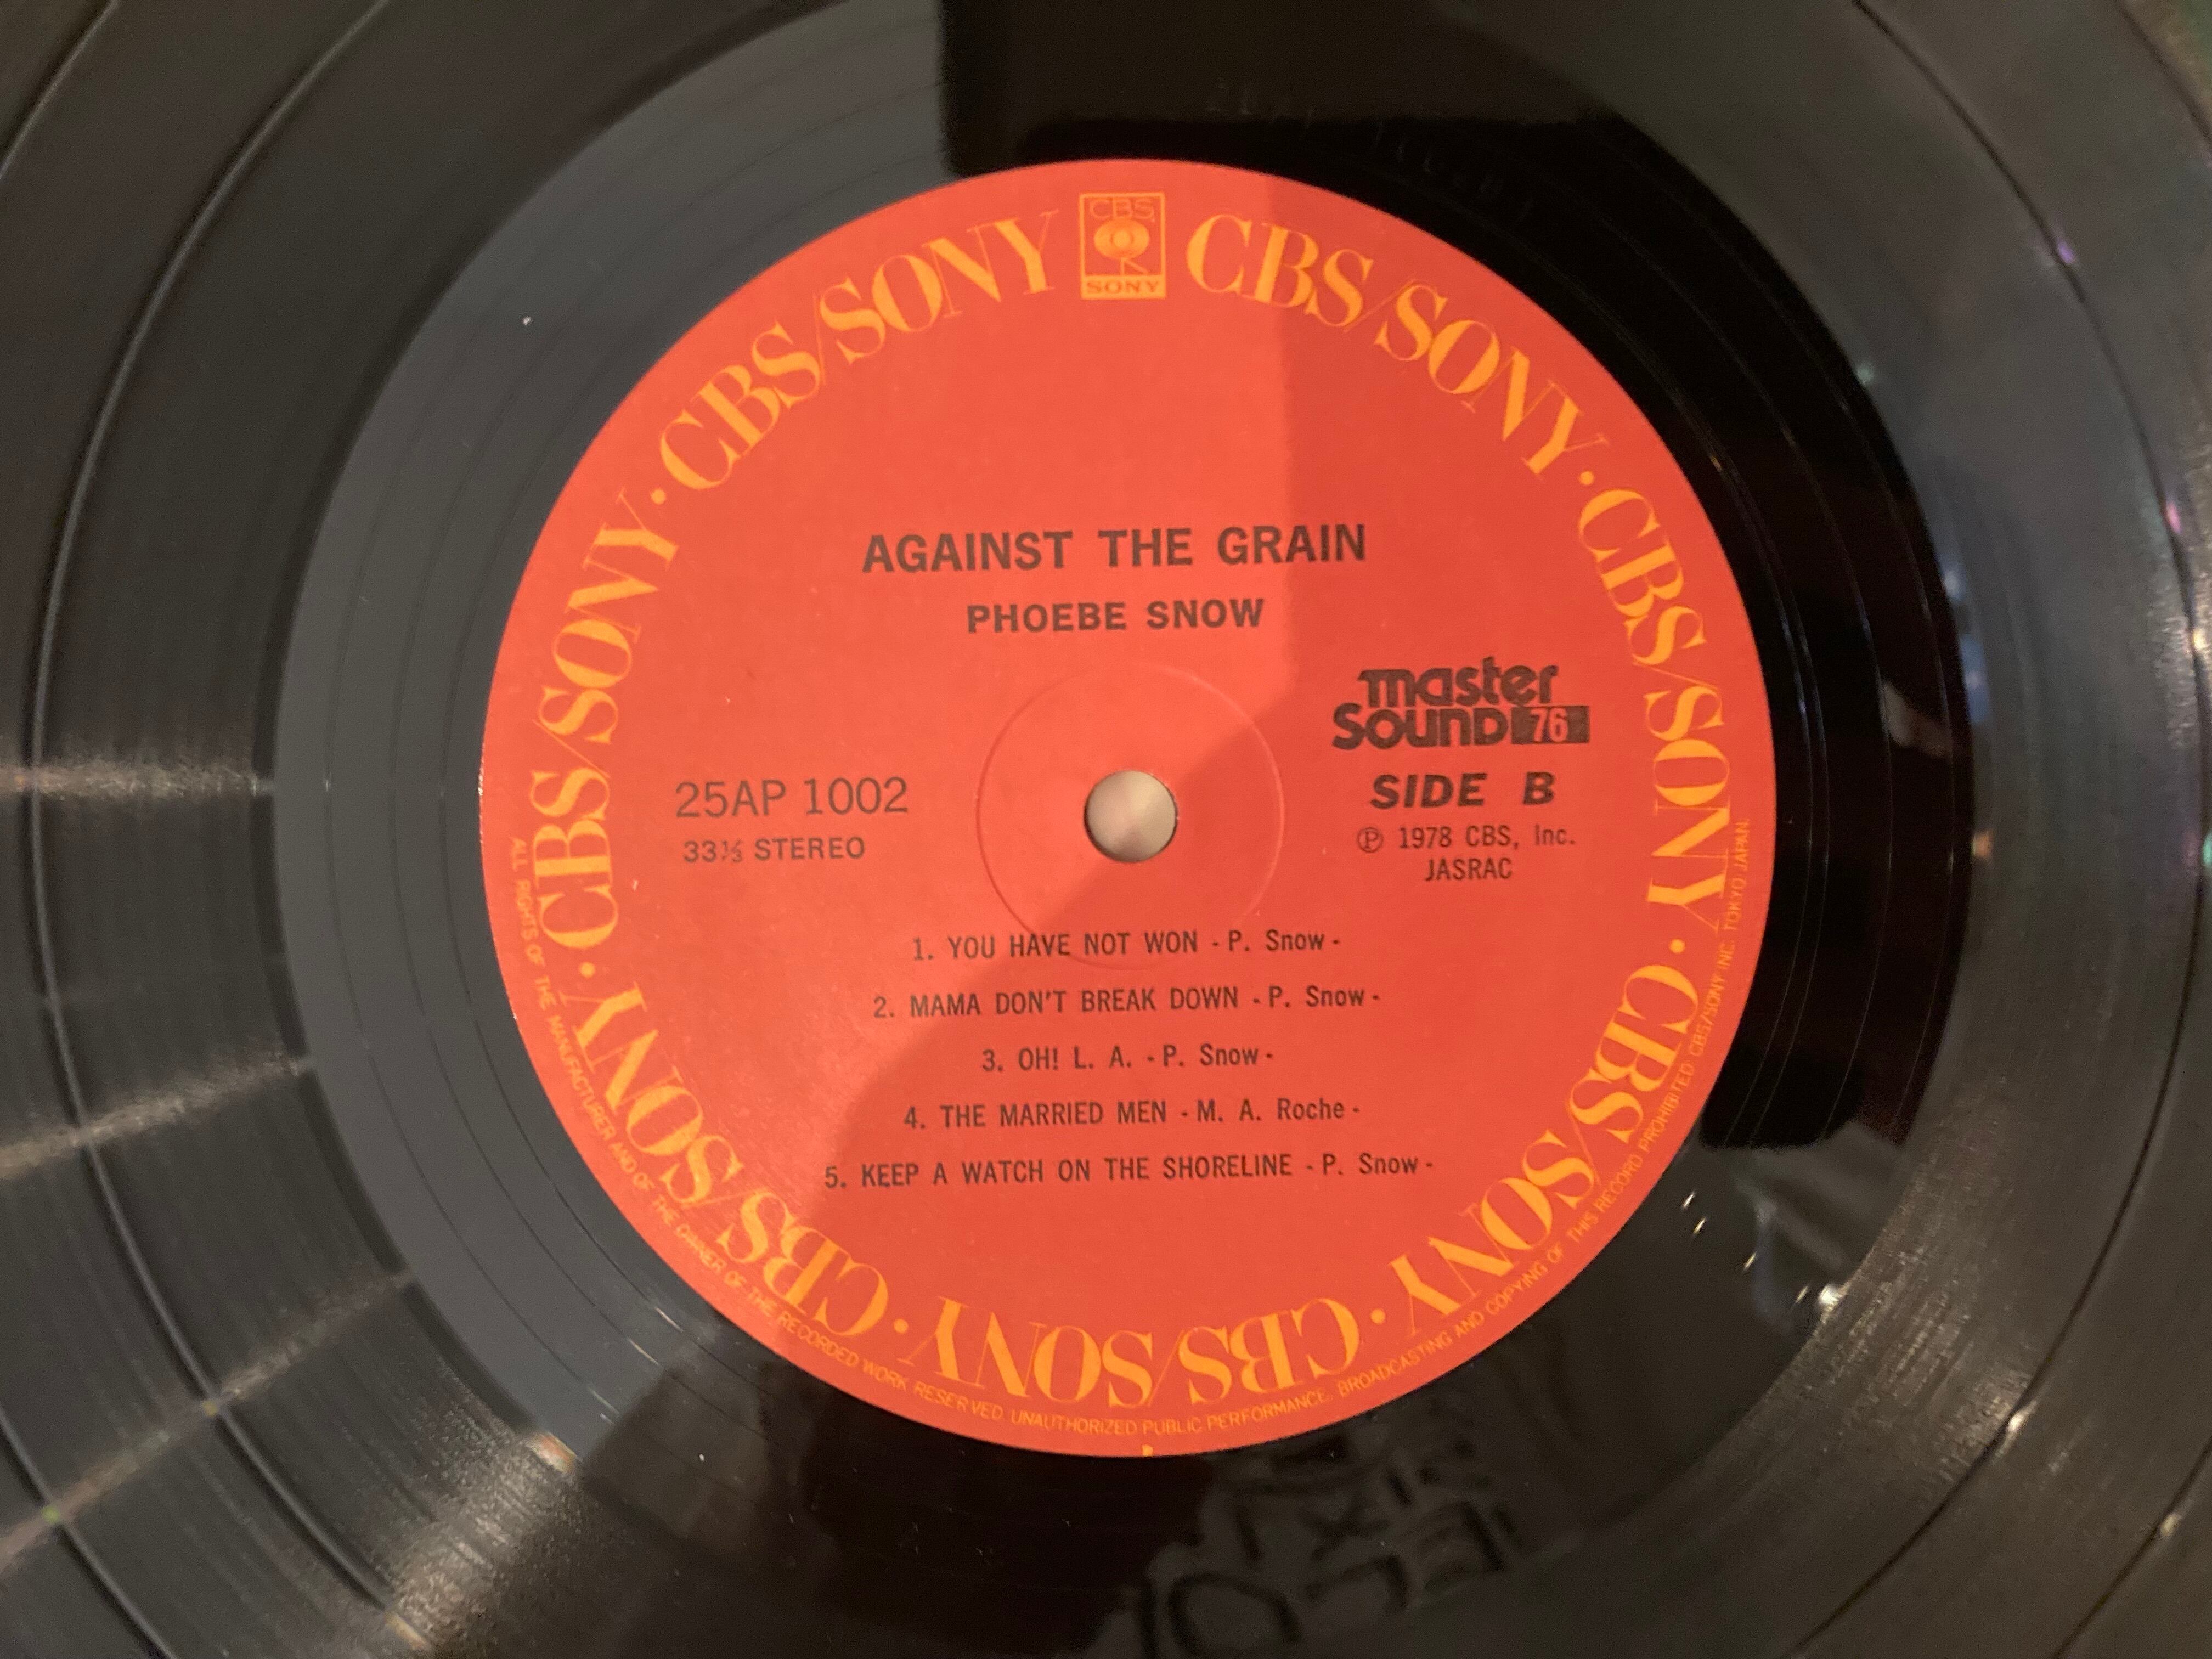 CBS
SONY
CBS/SONY · CBS/SONY · CBS/SONY · CBS/SONY · CBS/SONY · CBS/SONY · CBS/SONY · CBS/SONY
AGAINST THE GRAIN
PHOEBE SNOW
master
Sound 76
25AP 1002
SIDE B
33⅓ STEREO
℗ 1978 CBS, Inc.
JASRAC
1. YOU HAVE NOT WON - P. Snow -
2. MAMA DON'T BREAK DOWN - P. Snow -
3. OH! L. A. - P. Snow -
4. THE MARRIED MEN - M. A. Roche -
5. KEEP A WATCH ON THE SHORELINE - P. Snow -
ALL RIGHTS OF THE MANUFACTURER AND OF THE OWNER OF THE RECORDED WORK RESERVED. UNAUTHORIZED PUBLIC PERFORMANCE, BROADCASTING AND COPYING OF THIS RECORD PROHIBITED CBS/SONY INC. TOKYO JAPAN.